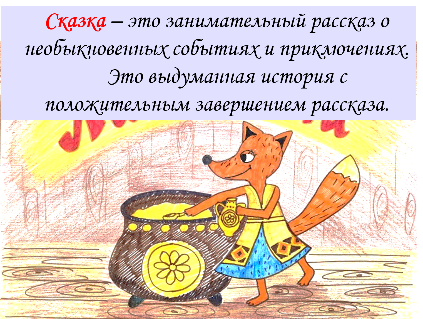 Сказка – это занимательный рассказ о
необыкновенных событиях и приключениях.
Это выдуманная история с
положительным завершением рассказа.